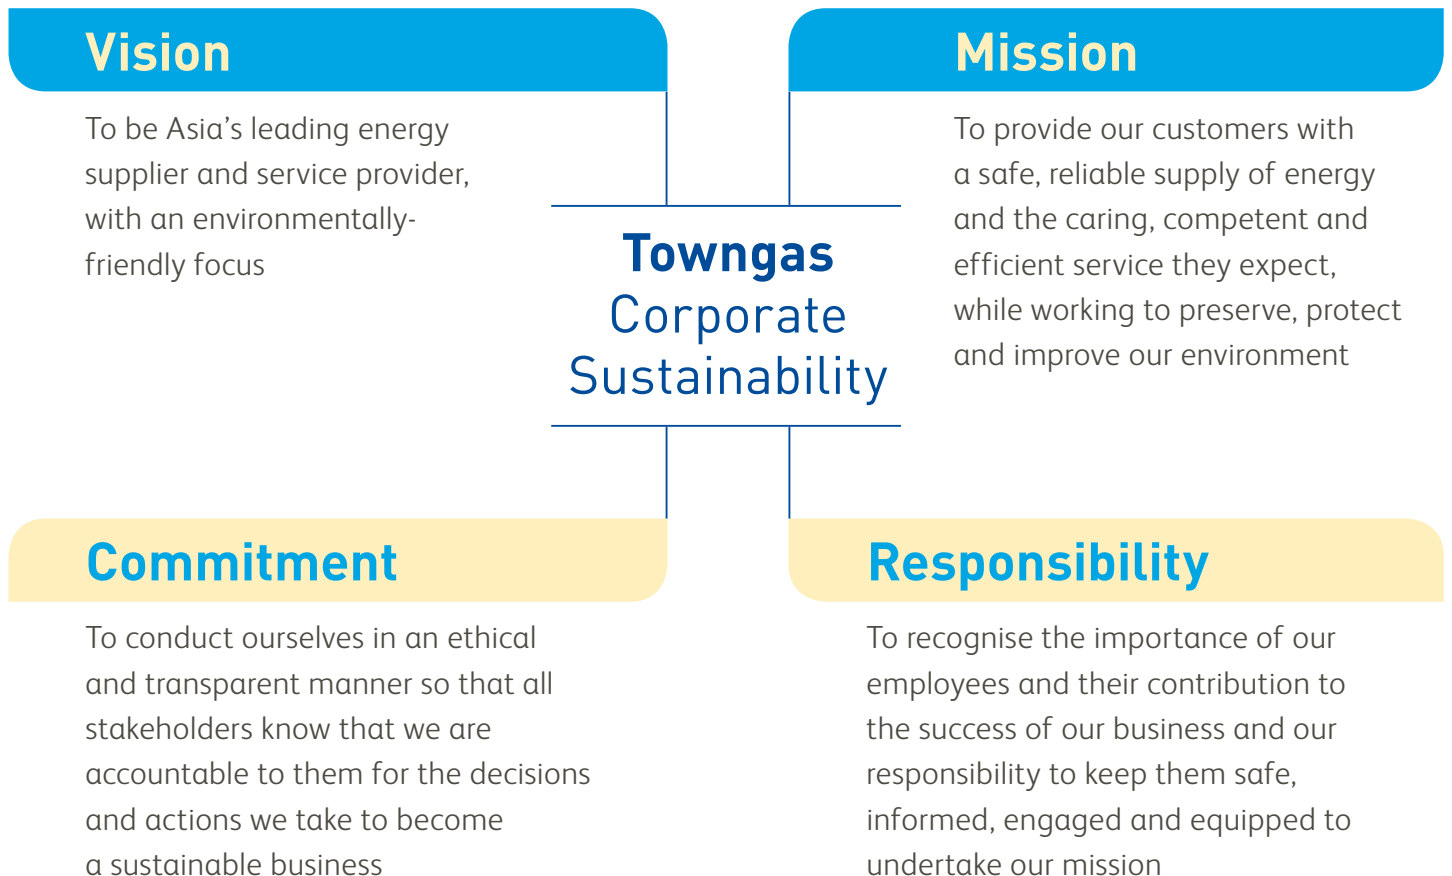 Vision
To be Asia’s leading energy
supplier and service provider,
with an environmentally-
friendly focus
Mission
To provide our customers with
a safe, reliable supply of energy
and the caring, competent and
efficient service they expect,
while working to preserve, protect
and improve our environment
Towngas
Corporate
Sustainability
Commitment
To conduct ourselves in an ethical
and transparent manner so that all
stakeholders know that we are
accountable to them for the decisions
and actions we take to become
a sustainable business
Responsibility
To recognise the importance of our
employees and their contribution to
the success of our business and our
responsibility to keep them safe,
informed, engaged and equipped to
undertake our mission